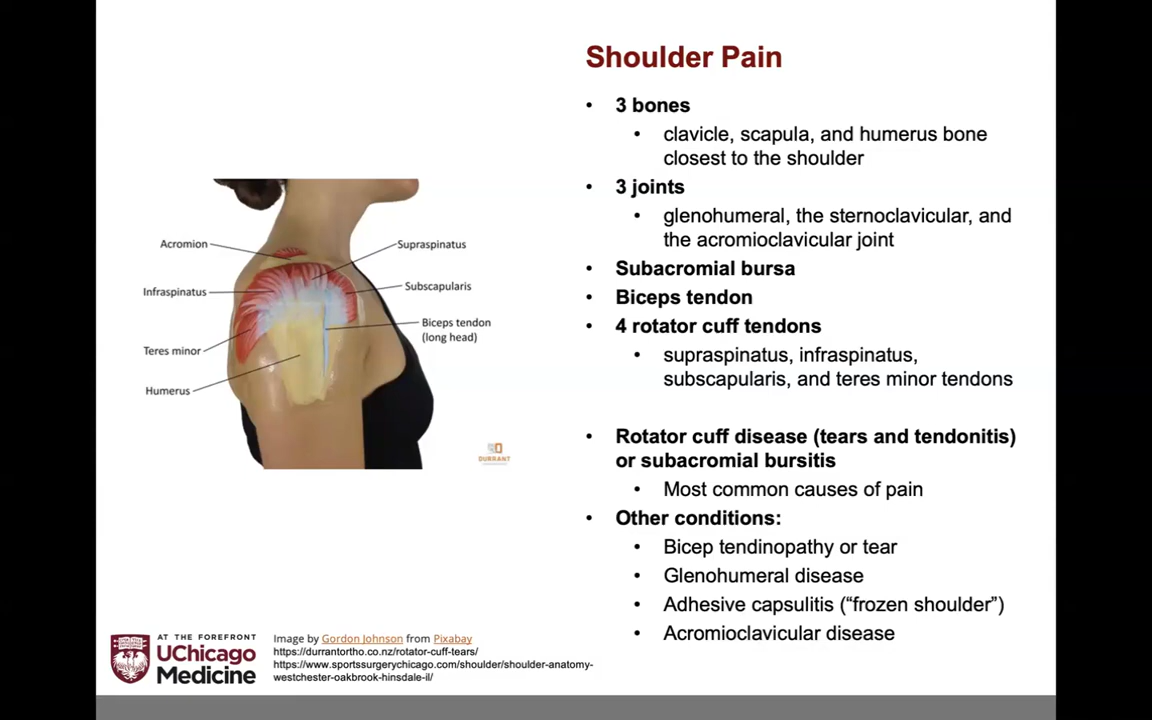 Shoulder Pain
• 3 bones
• clavicle, scapula, and humerus bone
closest to the shoulder
• 3 joints
• glenohumeral, the sternoclavicular, and
the acromioclavicular joint
• Subacromial bursa
• Biceps tendon
• 4 rotator cuff tendons
• supraspinatus, infraspinatus,
subscapularis, and teres minor tendons
• Rotator cuff disease (tears and tendonitis)
or subacromial bursitis
• Most common causes of pain
• Other conditions:
• Bicep tendinopathy or tear
• Glenohumeral disease
• Adhesive capsulitis (“frozen shoulder”)
• Acromioclavicular disease
Acromion
Infraspinatus
Teres minor
Humerus
Supraspinatus
Subscapularis
Biceps tendon
(long head)
DURRANT
AT THE FOREFRONT
UChicago
Medicine
Image by Gordon Johnson from Pixabay
https://durrantortho.co.nz/rotator-cuff-tears/
https://www.sportssurgerychicago.com/shoulder/shoulder-anatomy-
westchester-oakbrook-hinsdale-il/